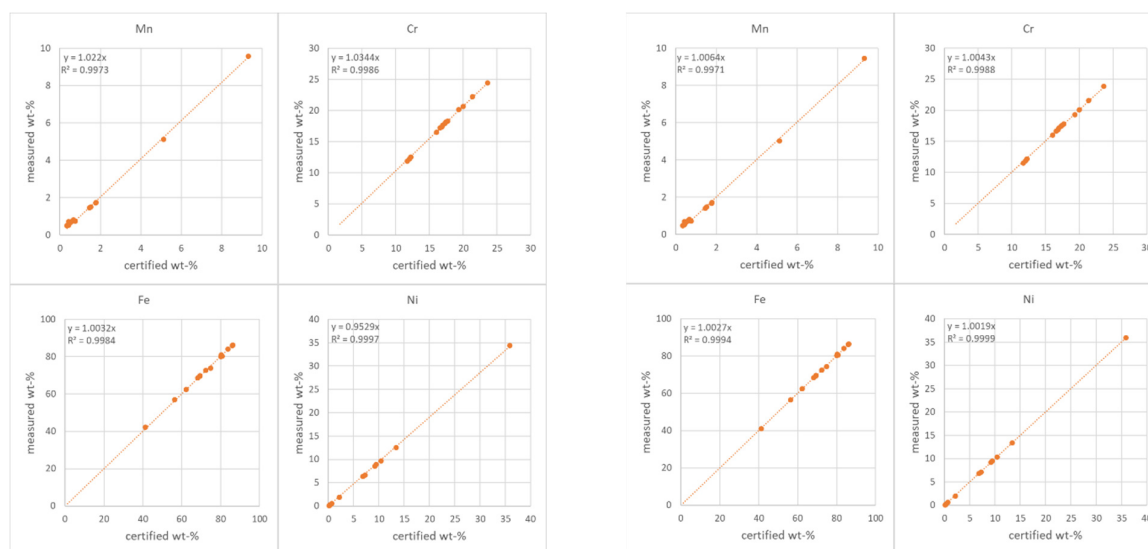 Mn
y = 1.022x
R² = 0.9973
measured wt-%
10
8
6
4
2
0
0 2 4 6 8 10
certified wt-%
Cr
y = 1.0344x
R² = 0.9986
measured wt-%
30
25
20
15
10
5
0
0 5 10 15 20 25 30
certified wt-%
Fe
y = 1.0032x
R² = 0.9984
measured wt-%
100
80
60
40
20
0
0 20 40 60 80 100
certified wt-%
Ni
y = 0.9529x
R² = 0.9997
measured wt-%
40
35
30
25
20
15
10
5
0
0 5 10 15 20 25 30 35 40
certified wt-%
Mn
y = 1.0064x
R² = 0.9971
measured wt-%
10
8
6
4
2
0
0 2 4 6 8 10
certified wt-%
Cr
y = 1.0043x
R² = 0.9988
measured wt-%
30
25
20
15
10
5
0
0 5 10 15 20 25 30
certified wt-%
Fe
y = 1.0027x
R² = 0.9994
measured wt-%
100
80
60
40
20
0
0 20 40 60 80 100
certified wt-%
Ni
y = 1.0019x
R² = 0.9999
measured wt-%
40
35
30
25
20
15
10
5
0
0 5 10 15 20 25 30 35 40
certified wt-%